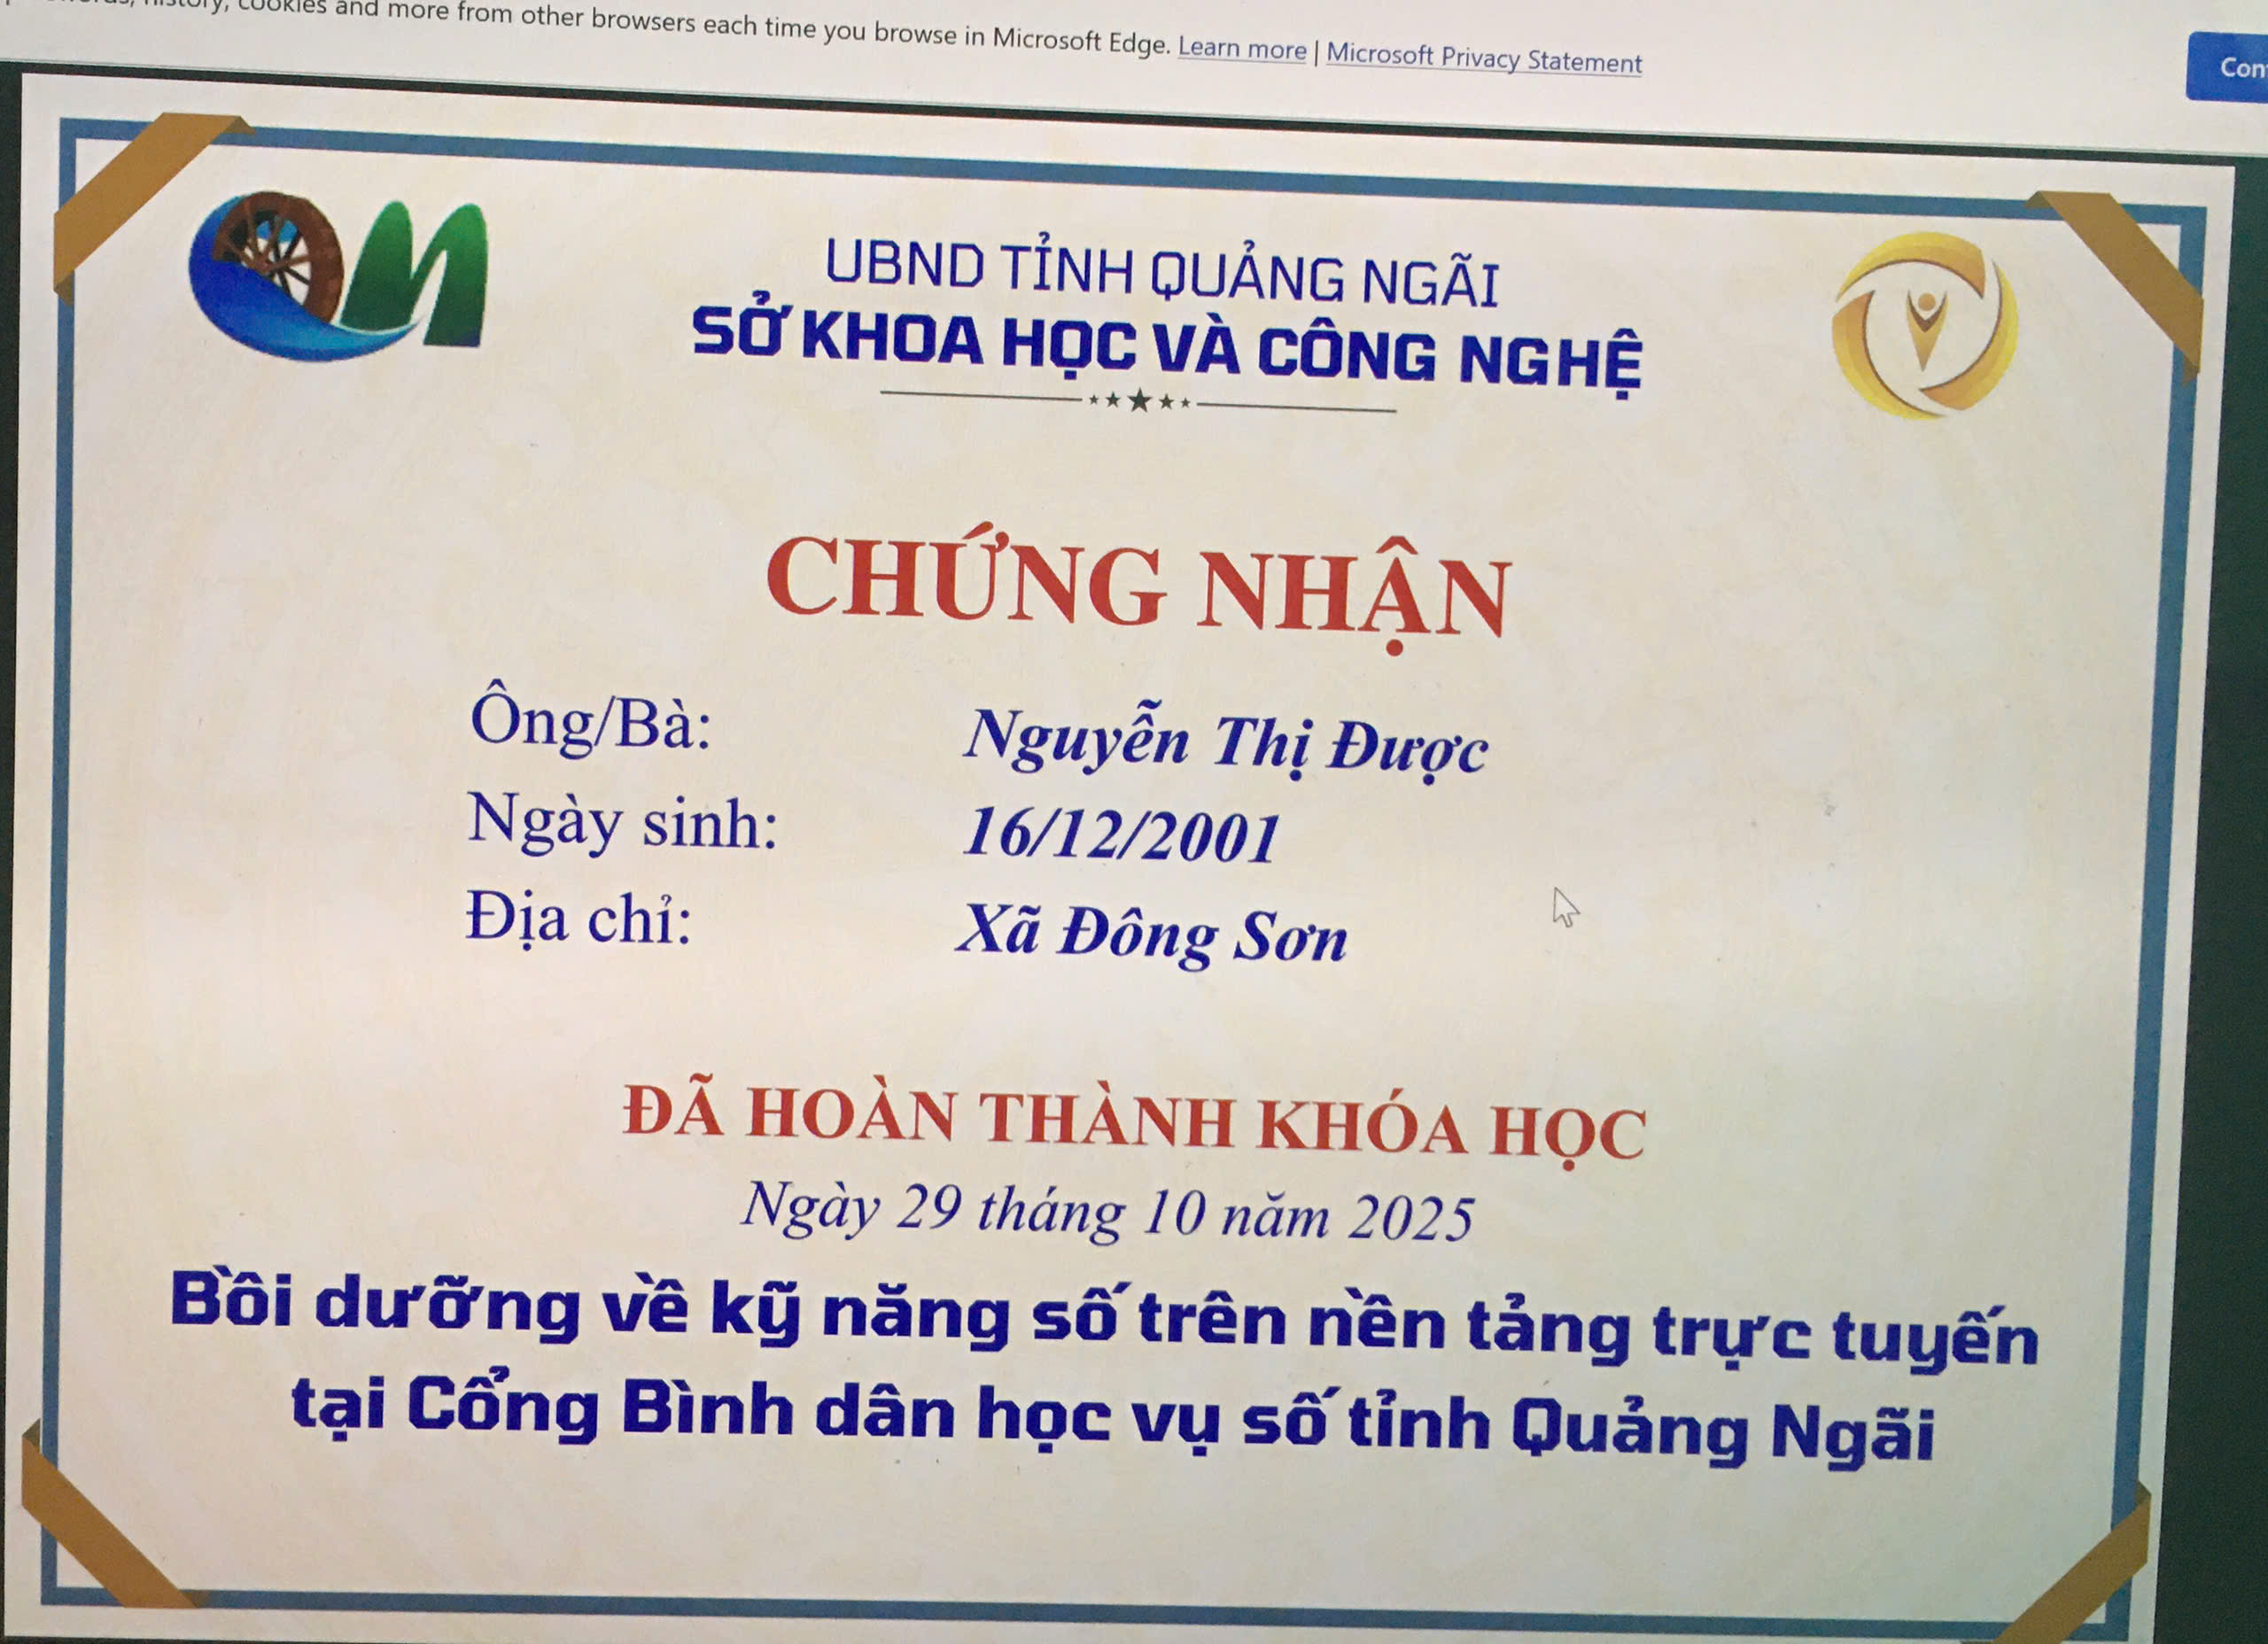 cookies and more from other browsers each time you browse in Microsoft Edge. Learn more | Microsoft Privacy Statement
UBND TỈNH QUẢNG NGÃI
SỞ KHOA HỌC VÀ CÔNG NGHỆ
CHỨNG NHẬN
Ông/Bà: Nguyễn Thị Được
Ngày sinh: 16/12/2001
Địa chỉ: Xã Đông Sơn
ĐÃ HOÀN THÀNH KHÓA HỌC
Ngày 29 tháng 10 năm 2025
Bồi dưỡng về kỹ năng số trên nền tảng trực tuyến
tại Cổng Bình dân học vụ số tỉnh Quảng Ngãi